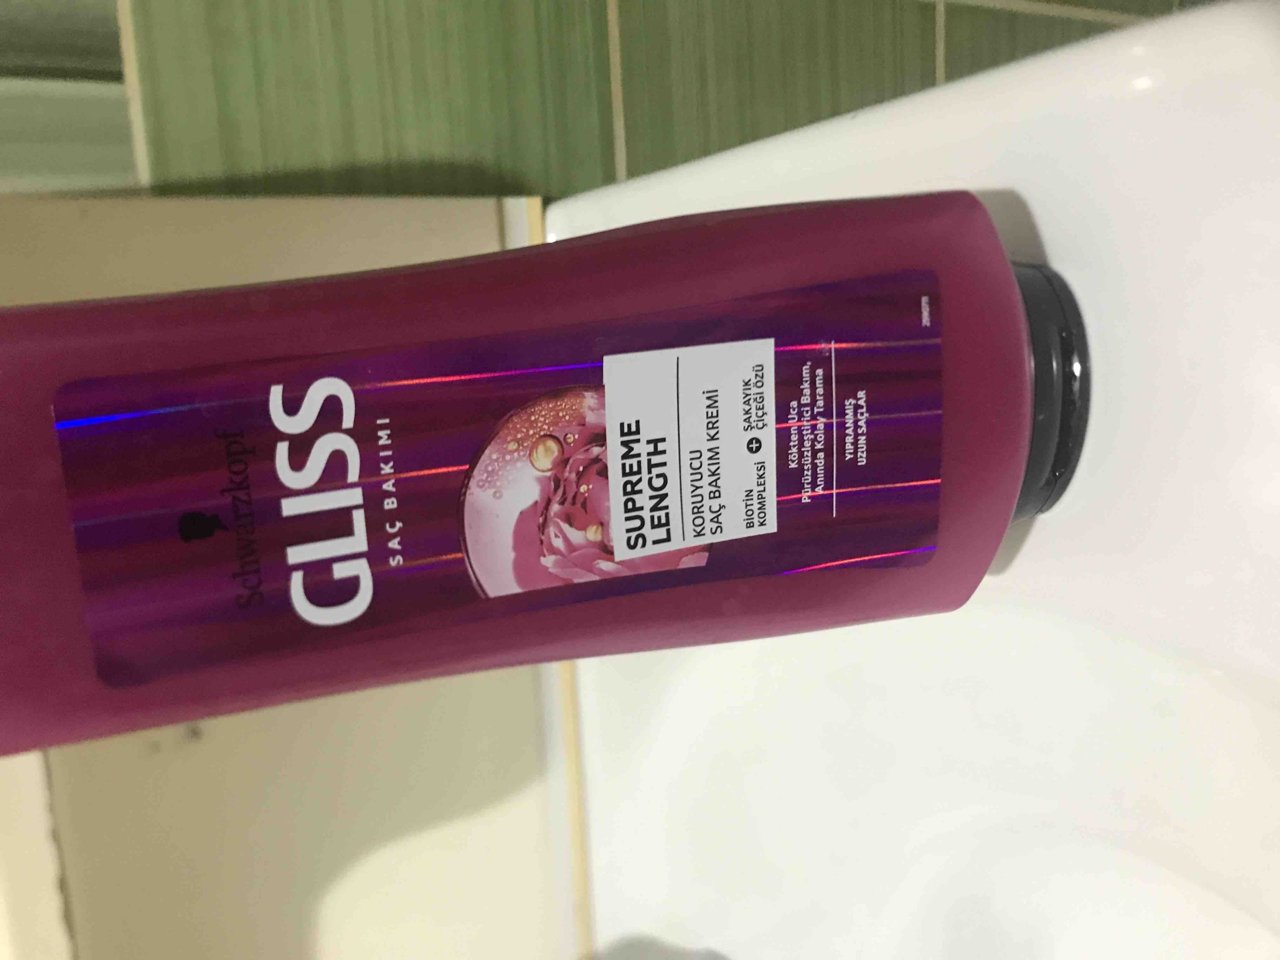 Schwarzkopf
GLISS
SAÇ BAKIMI
SUPREME
LENGTH
KORUYUCU
SAÇ BAKIM KREMİ
BİOTİN
KOMPLEKSİ + ŞAKAYIK
ÇİÇEĞİ ÖZÜ
Kökten Uca
Pürüzsüzleştirici Bakım,
Anında Kolay Tarama
YIPRANMIŞ
UZUN SAÇLAR